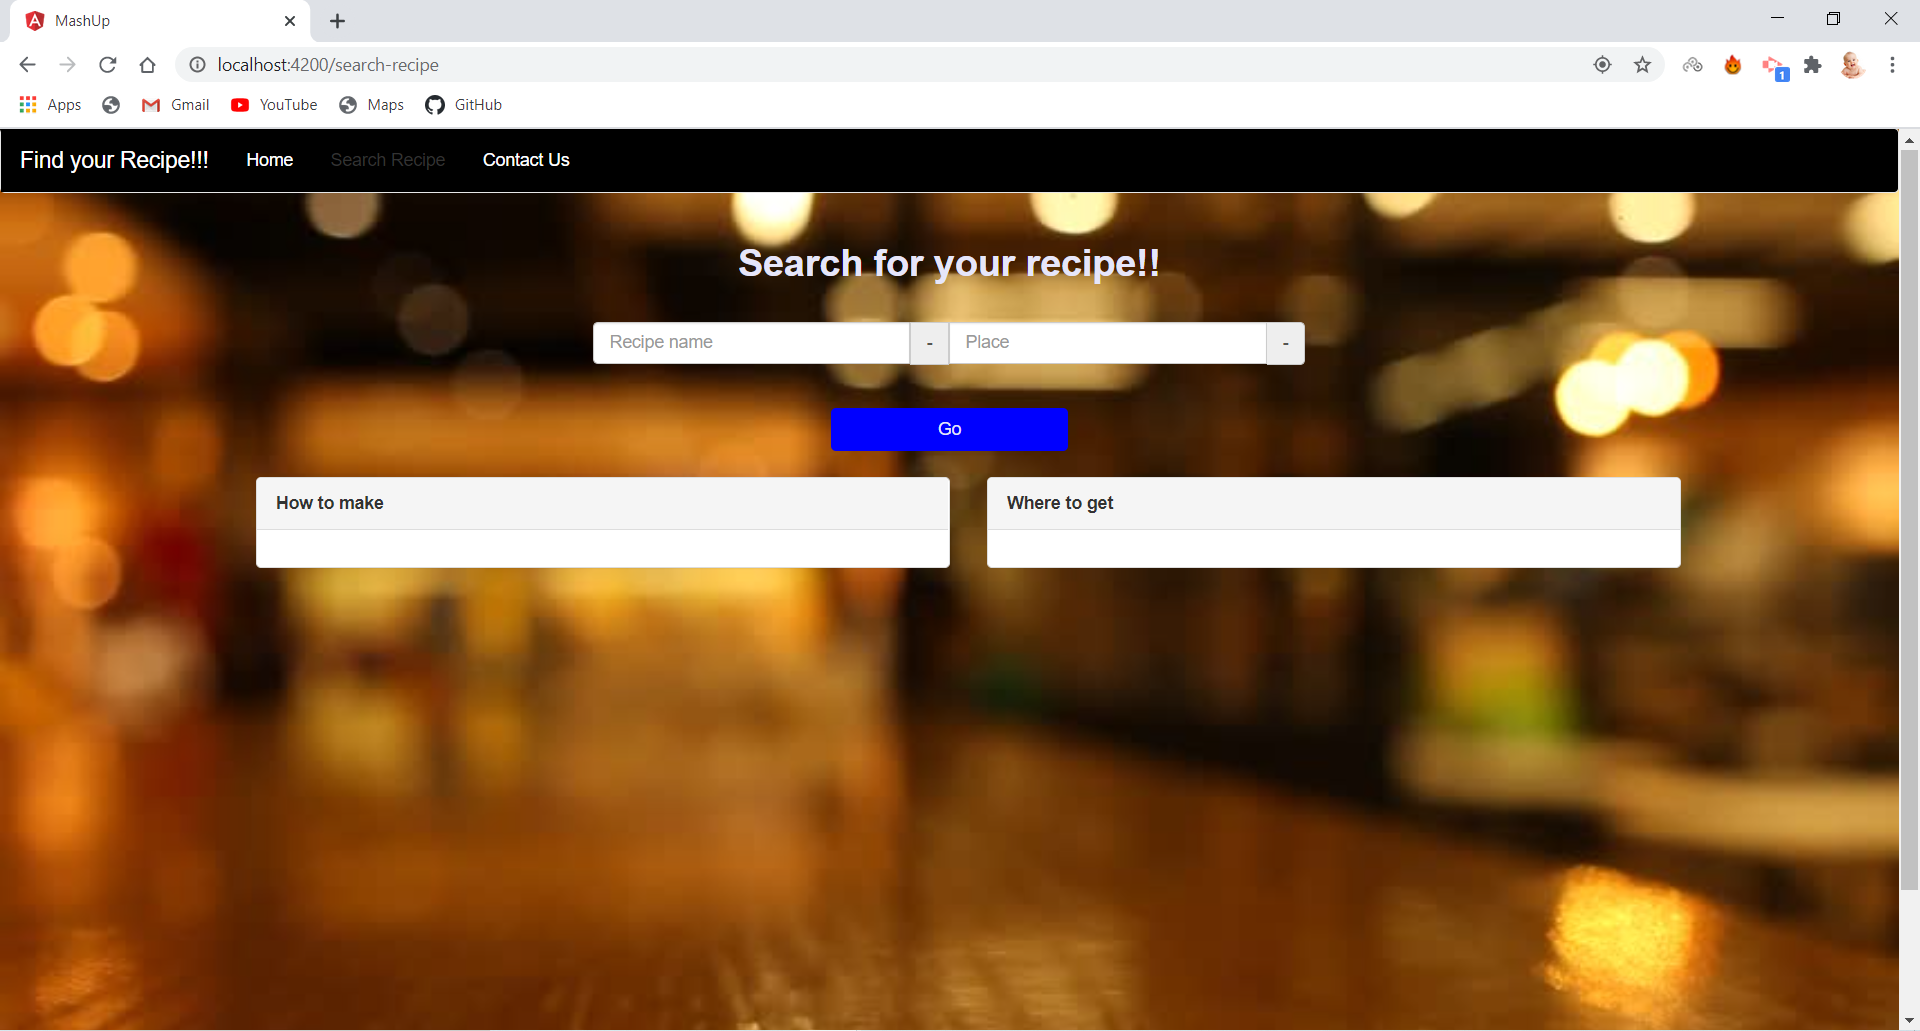 MashUp
localhost:4200/search-recipe
1
Apps Gmail YouTube Maps GitHub
Find your Recipe!!! Home Search Recipe Contact Us
Search for your recipe!!
Recipe name - Place -
Go
How to make Where to get